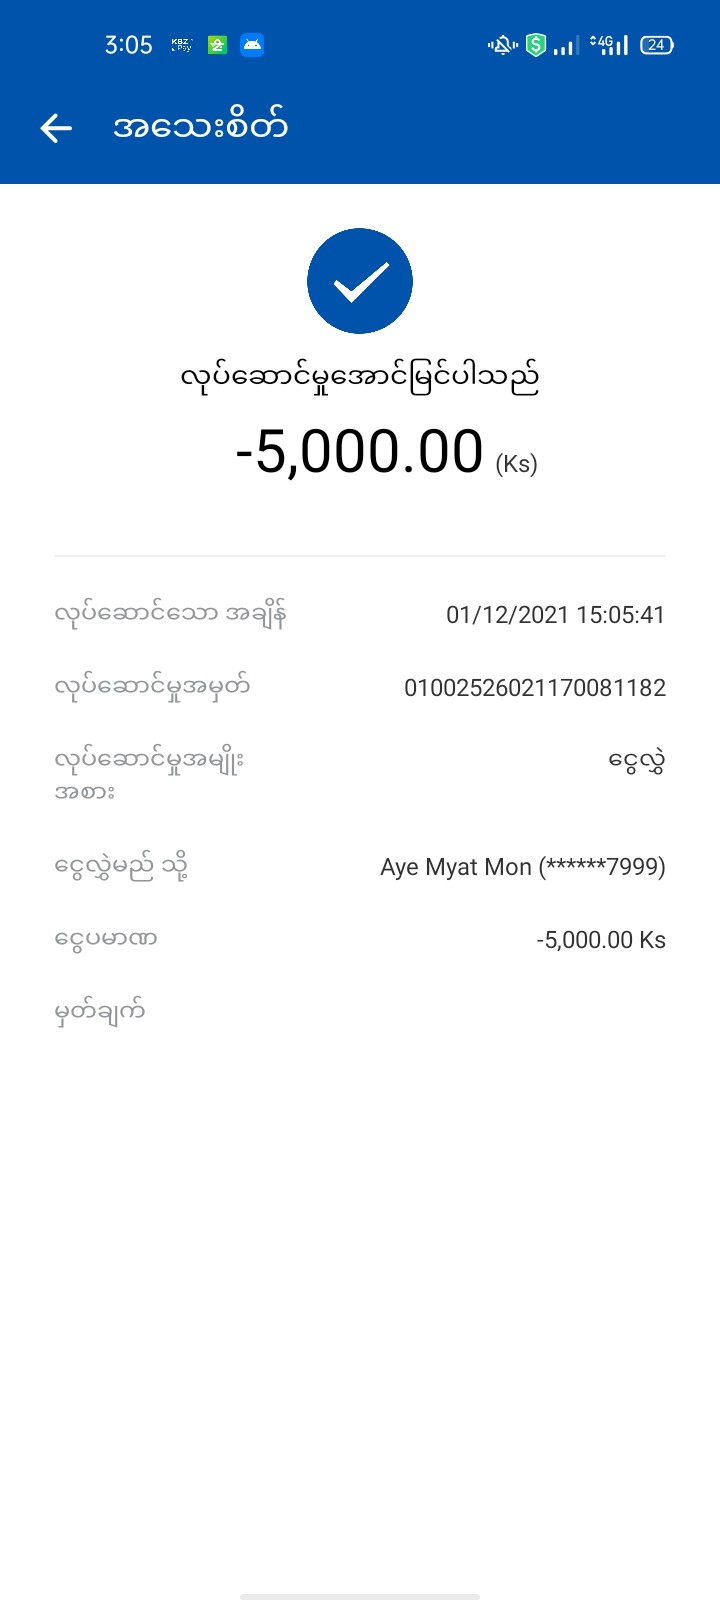 3:05 KBZ Pay 4G 24
အသေးစိတ်
လုပ်ဆောင်မှုအောင်မြင်ပါသည်
-5,000.00 (Ks)
လုပ်ဆောင်သော အချိန် 01/12/2021 15:05:41
လုပ်ဆောင်မှုအမှတ် 01002526021170081182
လုပ်ဆောင်မှုအမျိုး ငွေလွှဲ
အစား
ငွေလွှဲမည် သို့ Aye Myat Mon (******7999)
ငွေပမာဏ -5,000.00 Ks
မှတ်ချက်